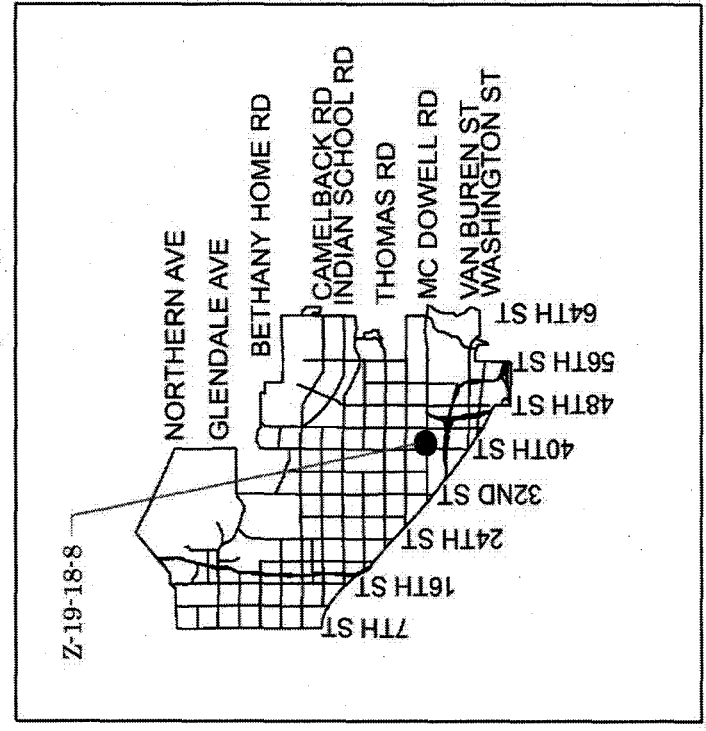 Z-19-18-8
NORTHERN AVE
GLENDALE AVE
BETHANY HOME RD
CAMELBACK RD
INDIAN SCHOOL RD
THOMAS RD
MC DOWELL RD
VAN BUREN ST
WASHINGTON ST
7TH ST
16TH ST
24TH ST
32ND ST
40TH ST
48TH ST
56TH ST
64TH ST